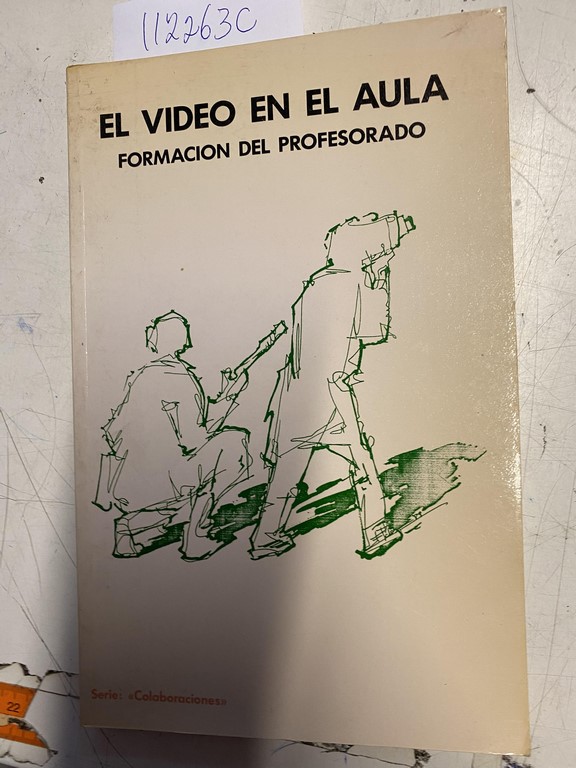 112263C
EL VIDEO EN EL AULA
FORMACION DEL PROFESORADO
Serie: «Colaboraciones»
22